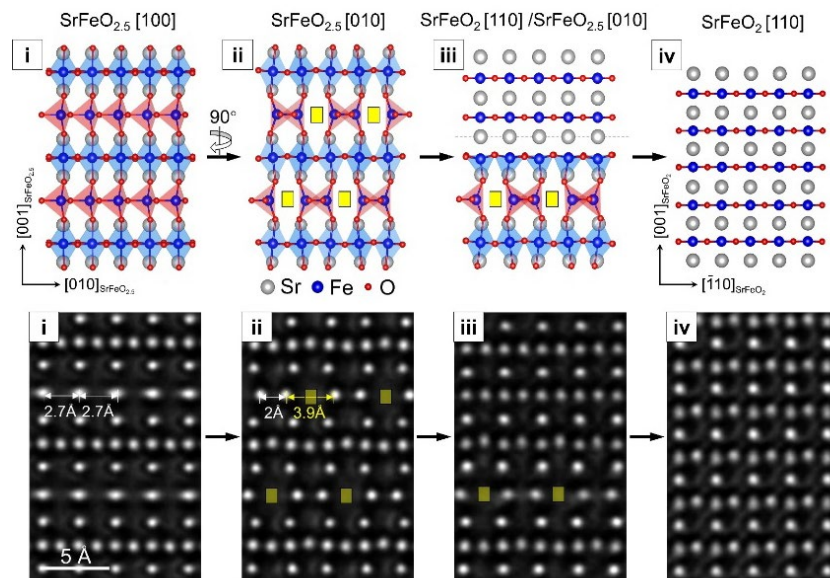 SrFeO2.5 [100]
SrFeO2.5 [010]
SrFeO2 [110] /SrFeO2.5 [010]
SrFeO2 [110]
i
ii
iii
iv
90°
[001]SrFeO2.5
[010]SrFeO2.5
Sr
Fe
O
[001]SrFeO2
[1̄10]SrFeO2
i
ii
iii
iv
2.7Å
2.7Å
2Å
3.9Å
5 Å